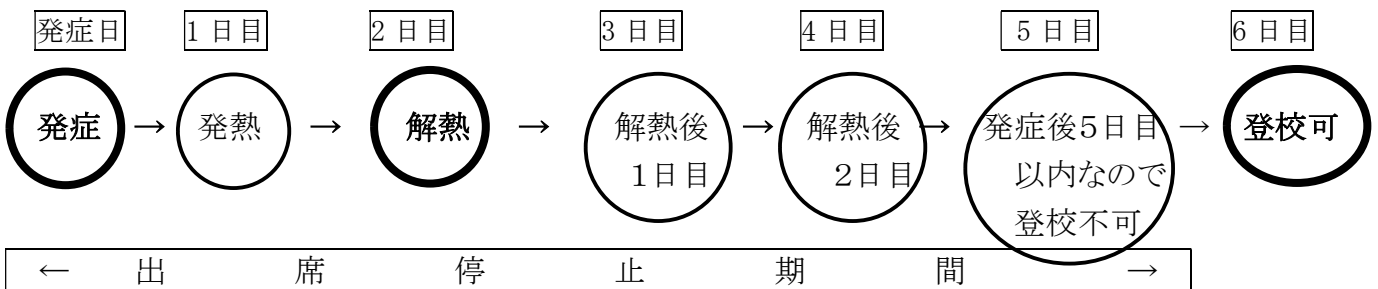 発症日 1日目 2日目 3日目 4日目 5日目 6日目
発症 → 発熱 → 解熱 → 解熱後 → 解熱後 → 発症後5日目 → 登校可
1日目 2日目 以内なので
登校不可
← 出 席 停 止 期 間 →